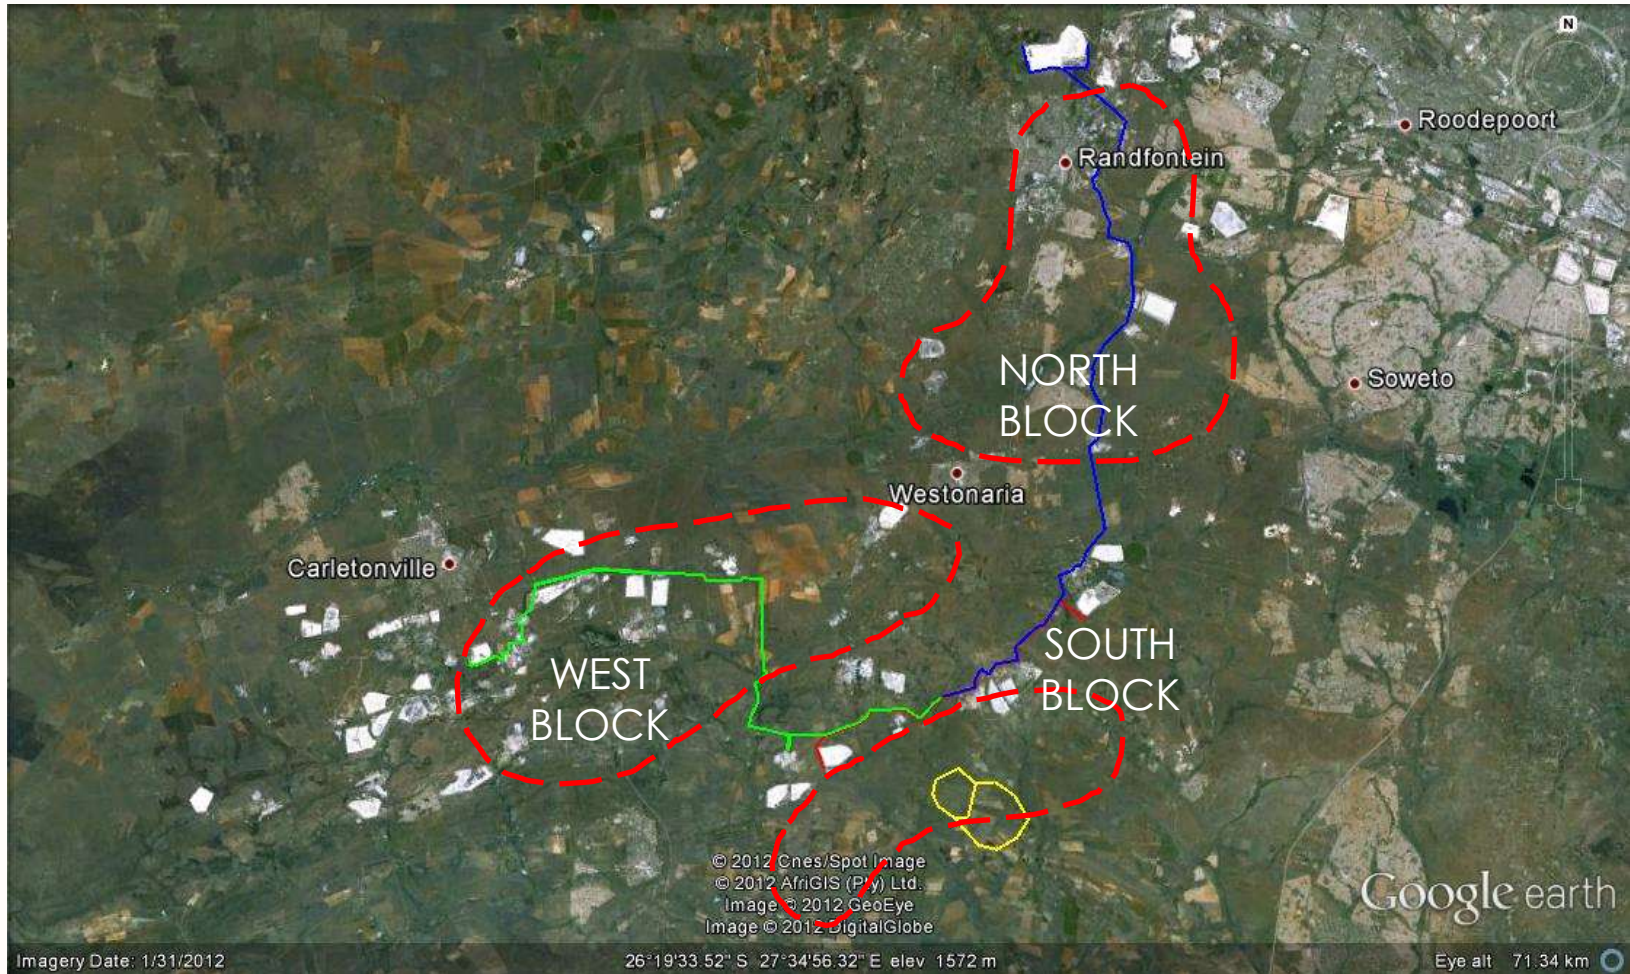 N
Roodepoort
Randfontein
NORTH
BLOCK
Soweto
Westonaria
Carletonville
SOUTH
BLOCK
WEST
BLOCK
© 2012 Cnes/Spot Image
© 2012 AfriGIS (Pty) Ltd.
Image © 2012 GeoEye
Image © 2012 DigitalGlobe
Google earth
Imagery Date: 1/31/2012
26°19'33.52" S 27°34'56.32" E elev 1572 m
Eye alt 71.34 km